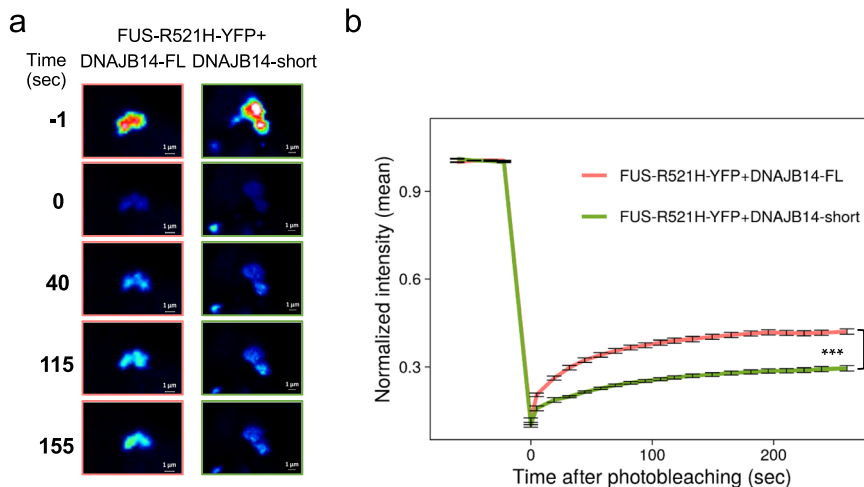 a
FUS-R521H-YFP+
DNAJB14-FL DNAJB14-short
Time
(sec)
-1
1 µm
1 µm
0
1 µm
1 µm
40
1 µm
1 µm
115
1 µm
1 µm
155
1 µm
1 µm
b
Normalized intensity (mean)
0.9
0.6
0.3
FUS-R521H-YFP+DNAJB14-FL
FUS-R521H-YFP+DNAJB14-short
***
0 100 200
Time after photobleaching (sec)